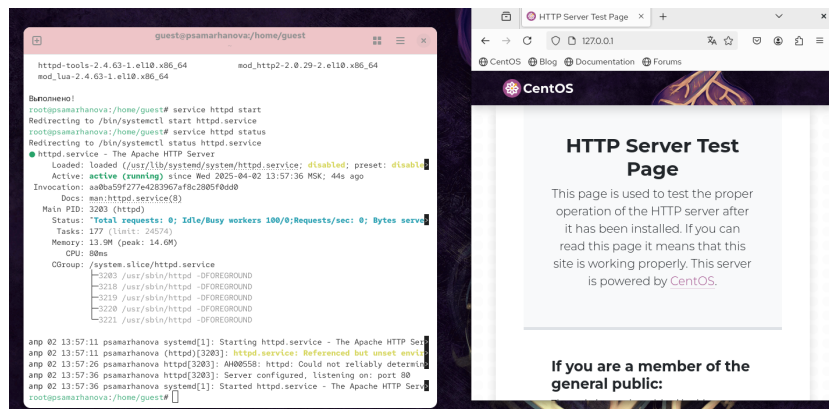 guest@psamarhanova:/home/guest
httpd-tools-2.4.63-1.el10.x86_64 mod_http2-2.0.29-2.el10.x86_64
mod_lua-2.4.63-1.el10.x86_64
Выполнено!
root@psamarhanova:/home/guest# service httpd start
Redirecting to /bin/systemctl start httpd.service
root@psamarhanova:/home/guest# service httpd status
Redirecting to /bin/systemctl status httpd.service
● httpd.service - The Apache HTTP Server
Loaded: loaded (/usr/lib/systemd/system/httpd.service; disabled; preset: disable>
Active: active (running) since Wed 2025-04-02 13:57:36 MSK; 44s ago
Invocation: aa0ba59f277e4283967af8c2805f0dd0
Docs: man:httpd.service(8)
Main PID: 3203 (httpd)
Status: "Total requests: 0; Idle/Busy workers 100/0;Requests/sec: 0; Bytes serve>
Tasks: 177 (limit: 24574)
Memory: 13.9M (peak: 14.6M)
CPU: 80ms
CGroup: /system.slice/httpd.service
├─3203 /usr/sbin/httpd -DFOREGROUND
├─3218 /usr/sbin/httpd -DFOREGROUND
├─3219 /usr/sbin/httpd -DFOREGROUND
├─3220 /usr/sbin/httpd -DFOREGROUND
└─3221 /usr/sbin/httpd -DFOREGROUND
апр 02 13:57:11 psamarhanova systemd[1]: Starting httpd.service - The Apache HTTP Ser>
апр 02 13:57:11 psamarhanova (httpd)[3203]: httpd.service: Referenced but unset envir>
апр 02 13:57:26 psamarhanova httpd[3203]: AH00558: httpd: Could not reliably determin>
апр 02 13:57:36 psamarhanova httpd[3203]: Server configured, listening on: port 80
апр 02 13:57:36 psamarhanova systemd[1]: Started httpd.service - The Apache HTTP Serv>
root@psamarhanova:/home/guest#
HTTP Server Test Page
127.0.0.1
CentOS Blog Documentation Forums
CentOS
HTTP Server Test
Page
This page is used to test the proper
operation of the HTTP server after
it has been installed. If you can
read this page it means that this
site is working properly. This server
is powered by CentOS.
If you are a member of the
general public: